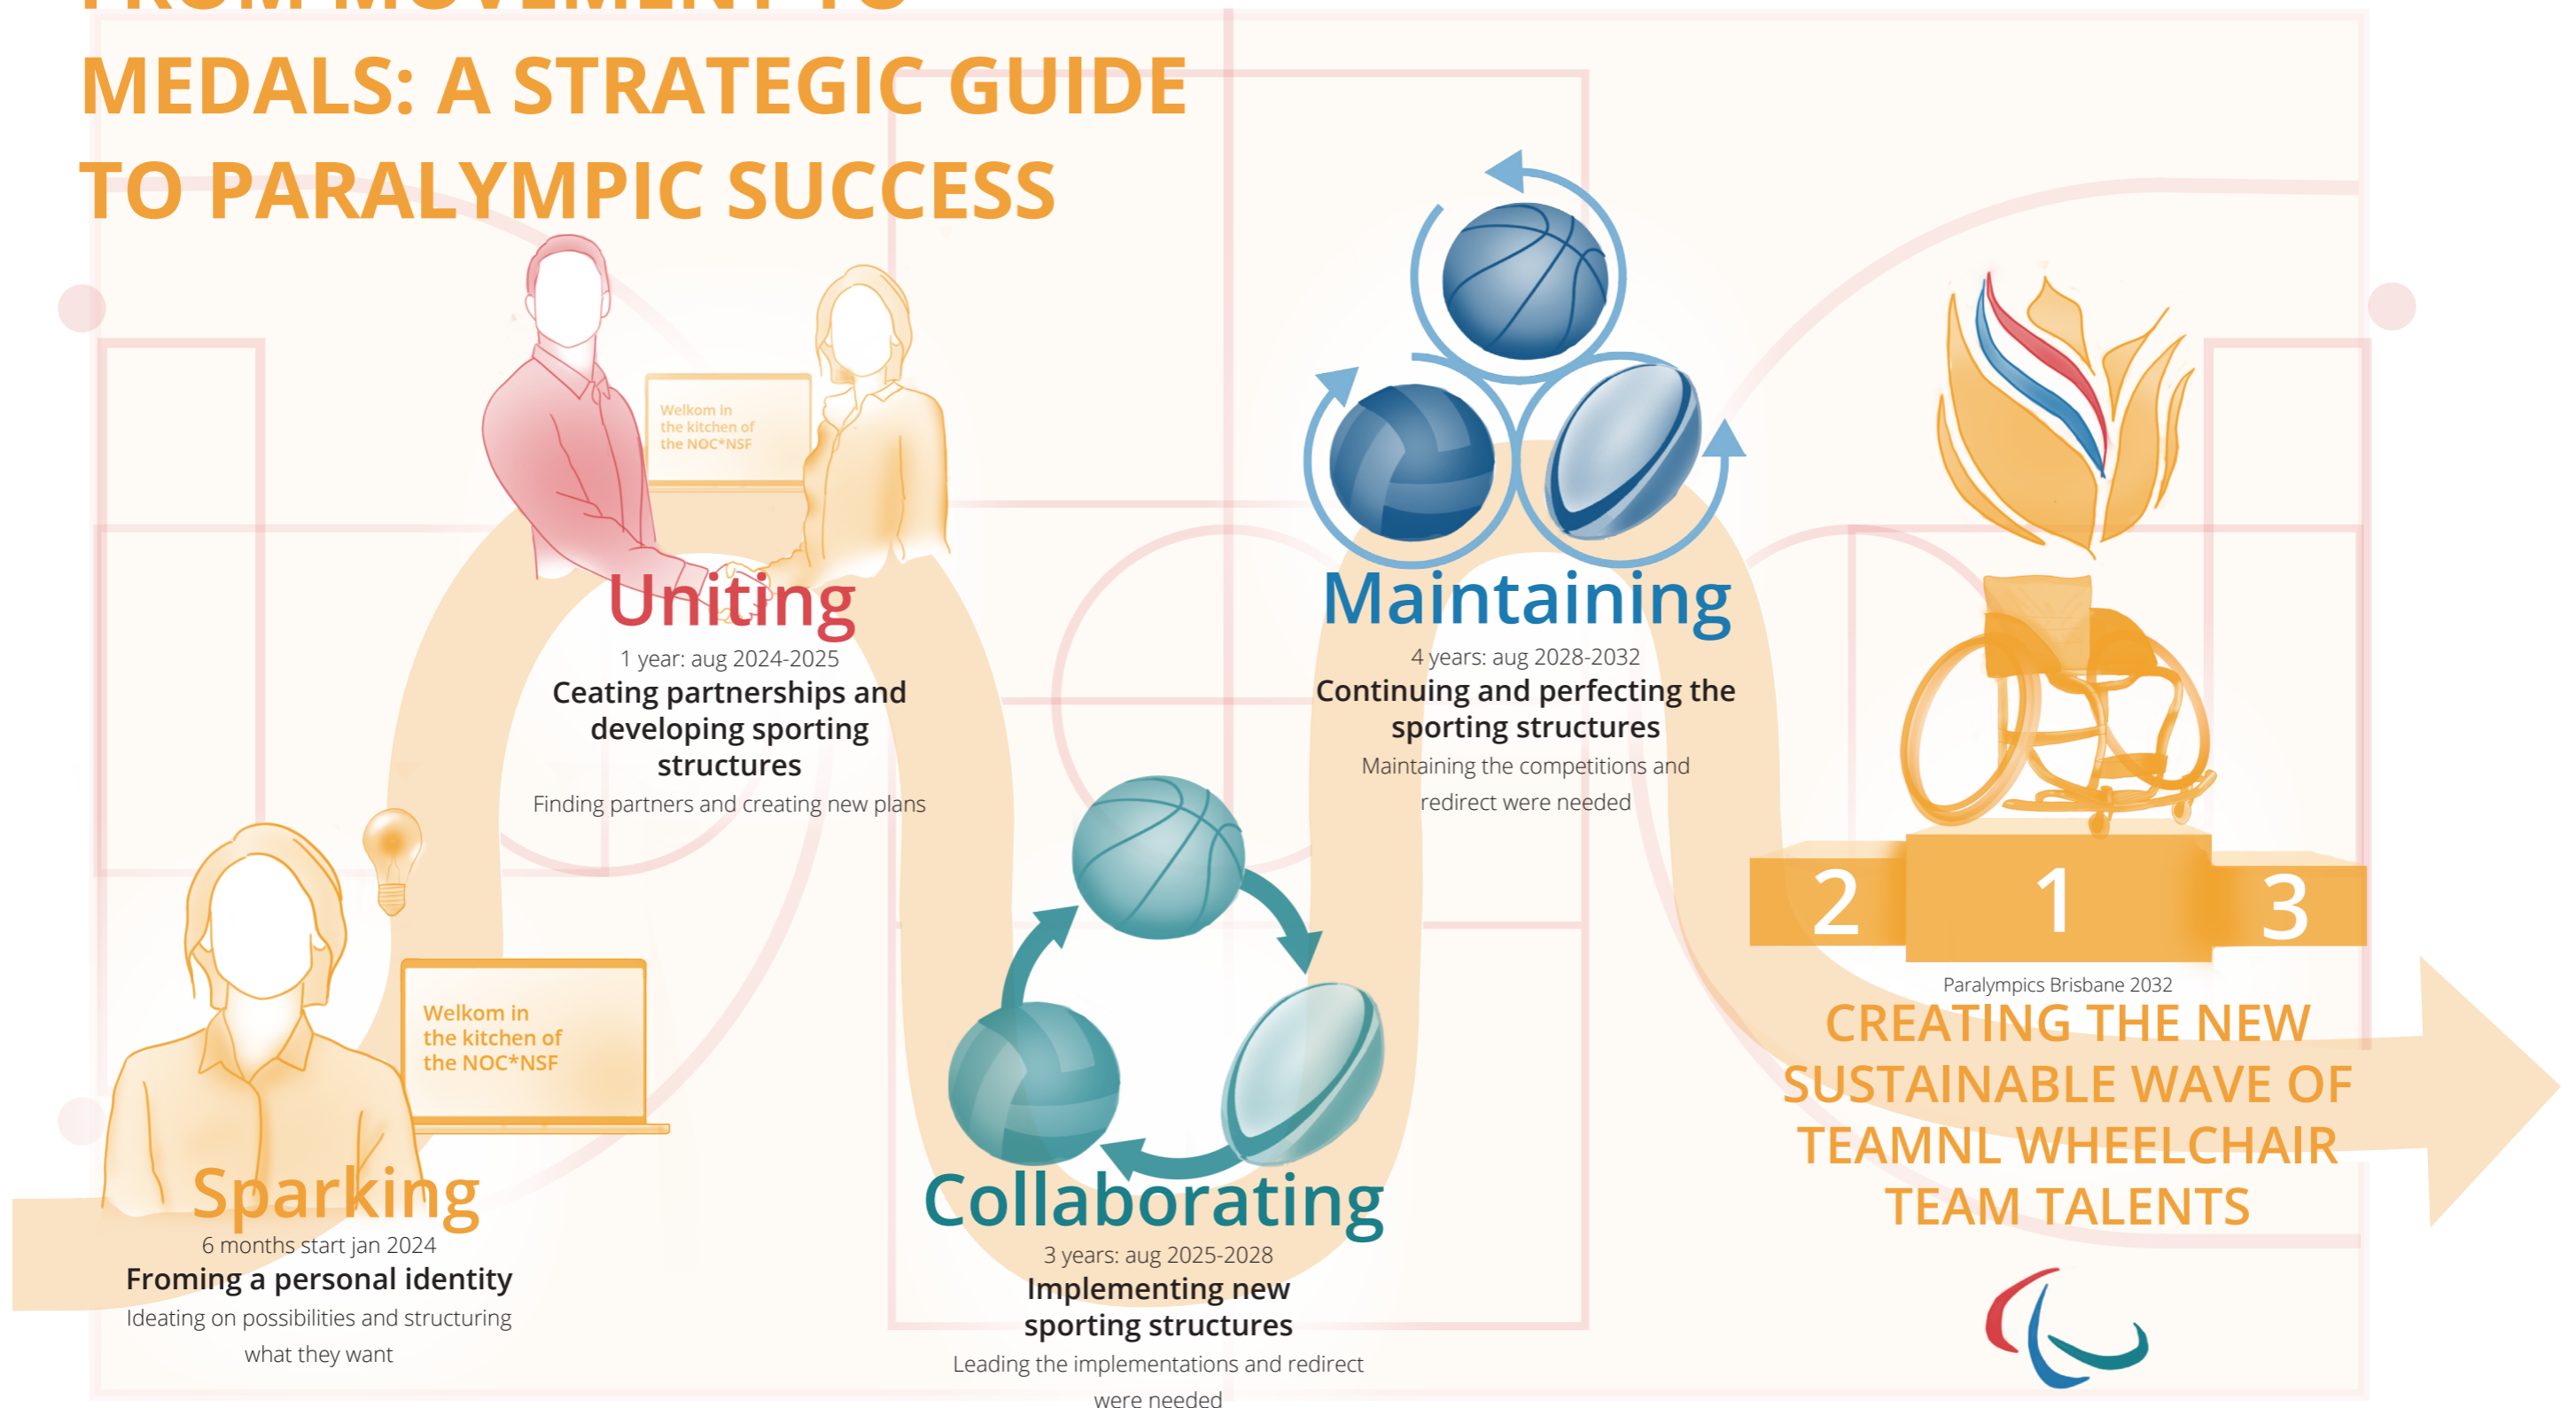 FROM MOVEMENT TO
MEDALS: A STRATEGIC GUIDE
TO PARALYMPIC SUCCESS
Welkom in
the kitchen of
the NOC*NSF
Uniting
1 year: aug 2024-2025
Ceating partnerships and
developing sporting
structures
Finding partners and creating new plans
Maintaining
4 years: aug 2028-2032
Continuing and perfecting the
sporting structures
Maintaining the competitions and
redirect were needed
Welkom in
the kitchen of
the NOC*NSF
Sparking
6 months start jan 2024
Froming a personal identity
Ideating on possibilities and structuring
what they want
Collaborating
3 years: aug 2025-2028
Implementing new
sporting structures
Leading the implementations and redirect
were needed
2
1
3
Paralympics Brisbane 2032
CREATING THE NEW
SUSTAINABLE WAVE OF
TEAMNL WHEELCHAIR
TEAM TALENTS